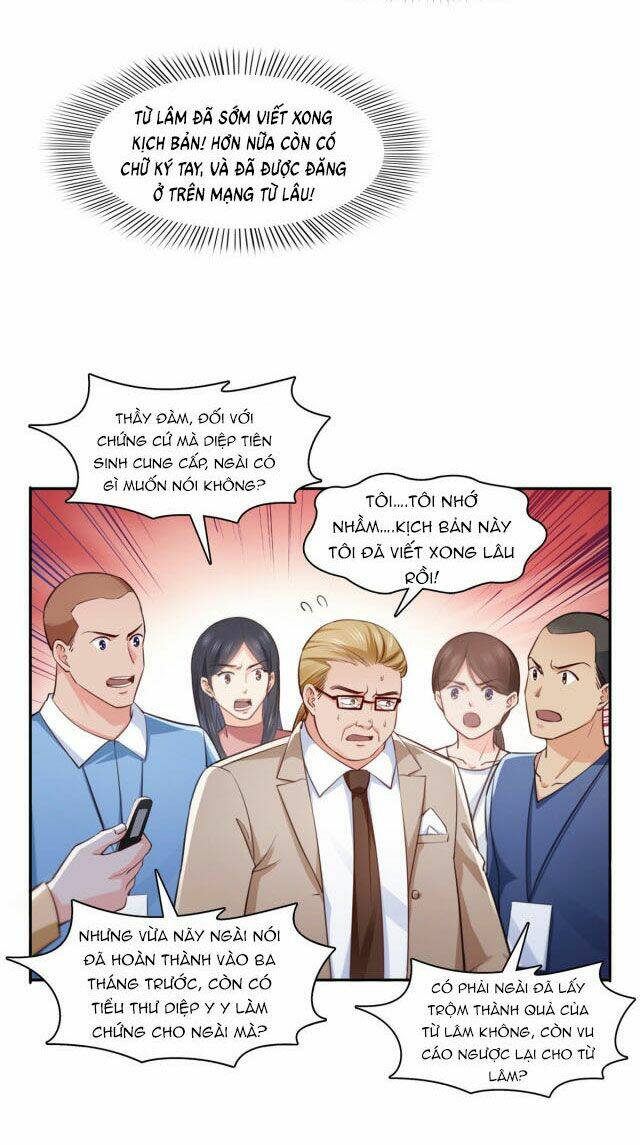 TỪ LÂM ĐÃ SỚM VIẾT XONG
KỊCH BẢN! HƠN NỮA CÒN CÓ
CHỮ KÝ TAY, VÀ ĐÃ ĐƯỢC ĐĂNG
Ở TRÊN MẠNG TỪ LÂU!
THẦY ĐÀM, ĐỐI VỚI
CHỨNG CỨ MÀ DIỆP TIÊN
SINH CUNG CẤP, NGÀI CÓ
GÌ MUỐN NÓI KHÔNG?
TÔI....TÔI NHỚ
NHẦM....KỊCH BẢN NÀY
TÔI ĐÃ VIẾT XONG LÂU
RỒI!
NHƯNG VỪA NÃY NGÀI NÓI
ĐÃ HOÀN THÀNH VÀO BA
THÁNG TRƯỚC, CÒN CÓ
TIỂU THƯ DIỆP Y Y LÀM
CHỨNG CHO NGÀI MÀ?
CÓ PHẢI NGÀI ĐÃ LẤY
TRỘM THÀNH QUẢ CỦA
TỪ LÂM KHÔNG, CÒN VU
CÁO NGƯỢC LẠI CHO TỪ
LÂM?